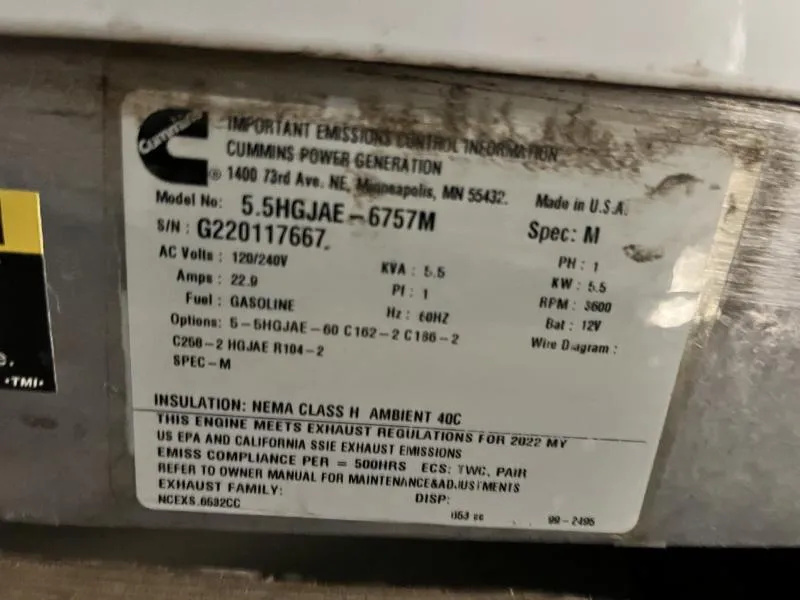 Cummins
IMPORTANT EMISSIONS CONTROL INFORMATION
CUMMINS POWER GENERATION
® 1400 73rd Ave. NE, Minneapolis, MN 55432.
Made in U.S.A.
Model No: 5.5HGJAE-6757M
Spec: M
S/N: G220117667
AC Volts: 120/240V
KVA: 5.5
PH: 1
Amps: 22.9
Pf: 1
KW: 5.5
Fuel: GASOLINE
Hz: 60HZ
RPM: 3600
Bat: 12V
Options: 5-5HGJAE-60 C162-2 C186-2
Wire Diagram:
C258-2 HGJAE R104-2
SPEC-M
INSULATION: NEMA CLASS H AMBIENT 40C
THIS ENGINE MEETS EXHAUST REGULATIONS FOR 2022 MY
US EPA AND CALIFORNIA SSIE EXHAUST EMISSIONS
EMISS COMPLIANCE PER = 500HRS ECS: TWC, PAIR
REFER TO OWNER MANUAL FOR MAINTENANCE&ADJUSTMENTS
EXHAUST FAMILY:
DISP:
NCEXS.6532CC
653 cc
99-2495
e.
•TMI•